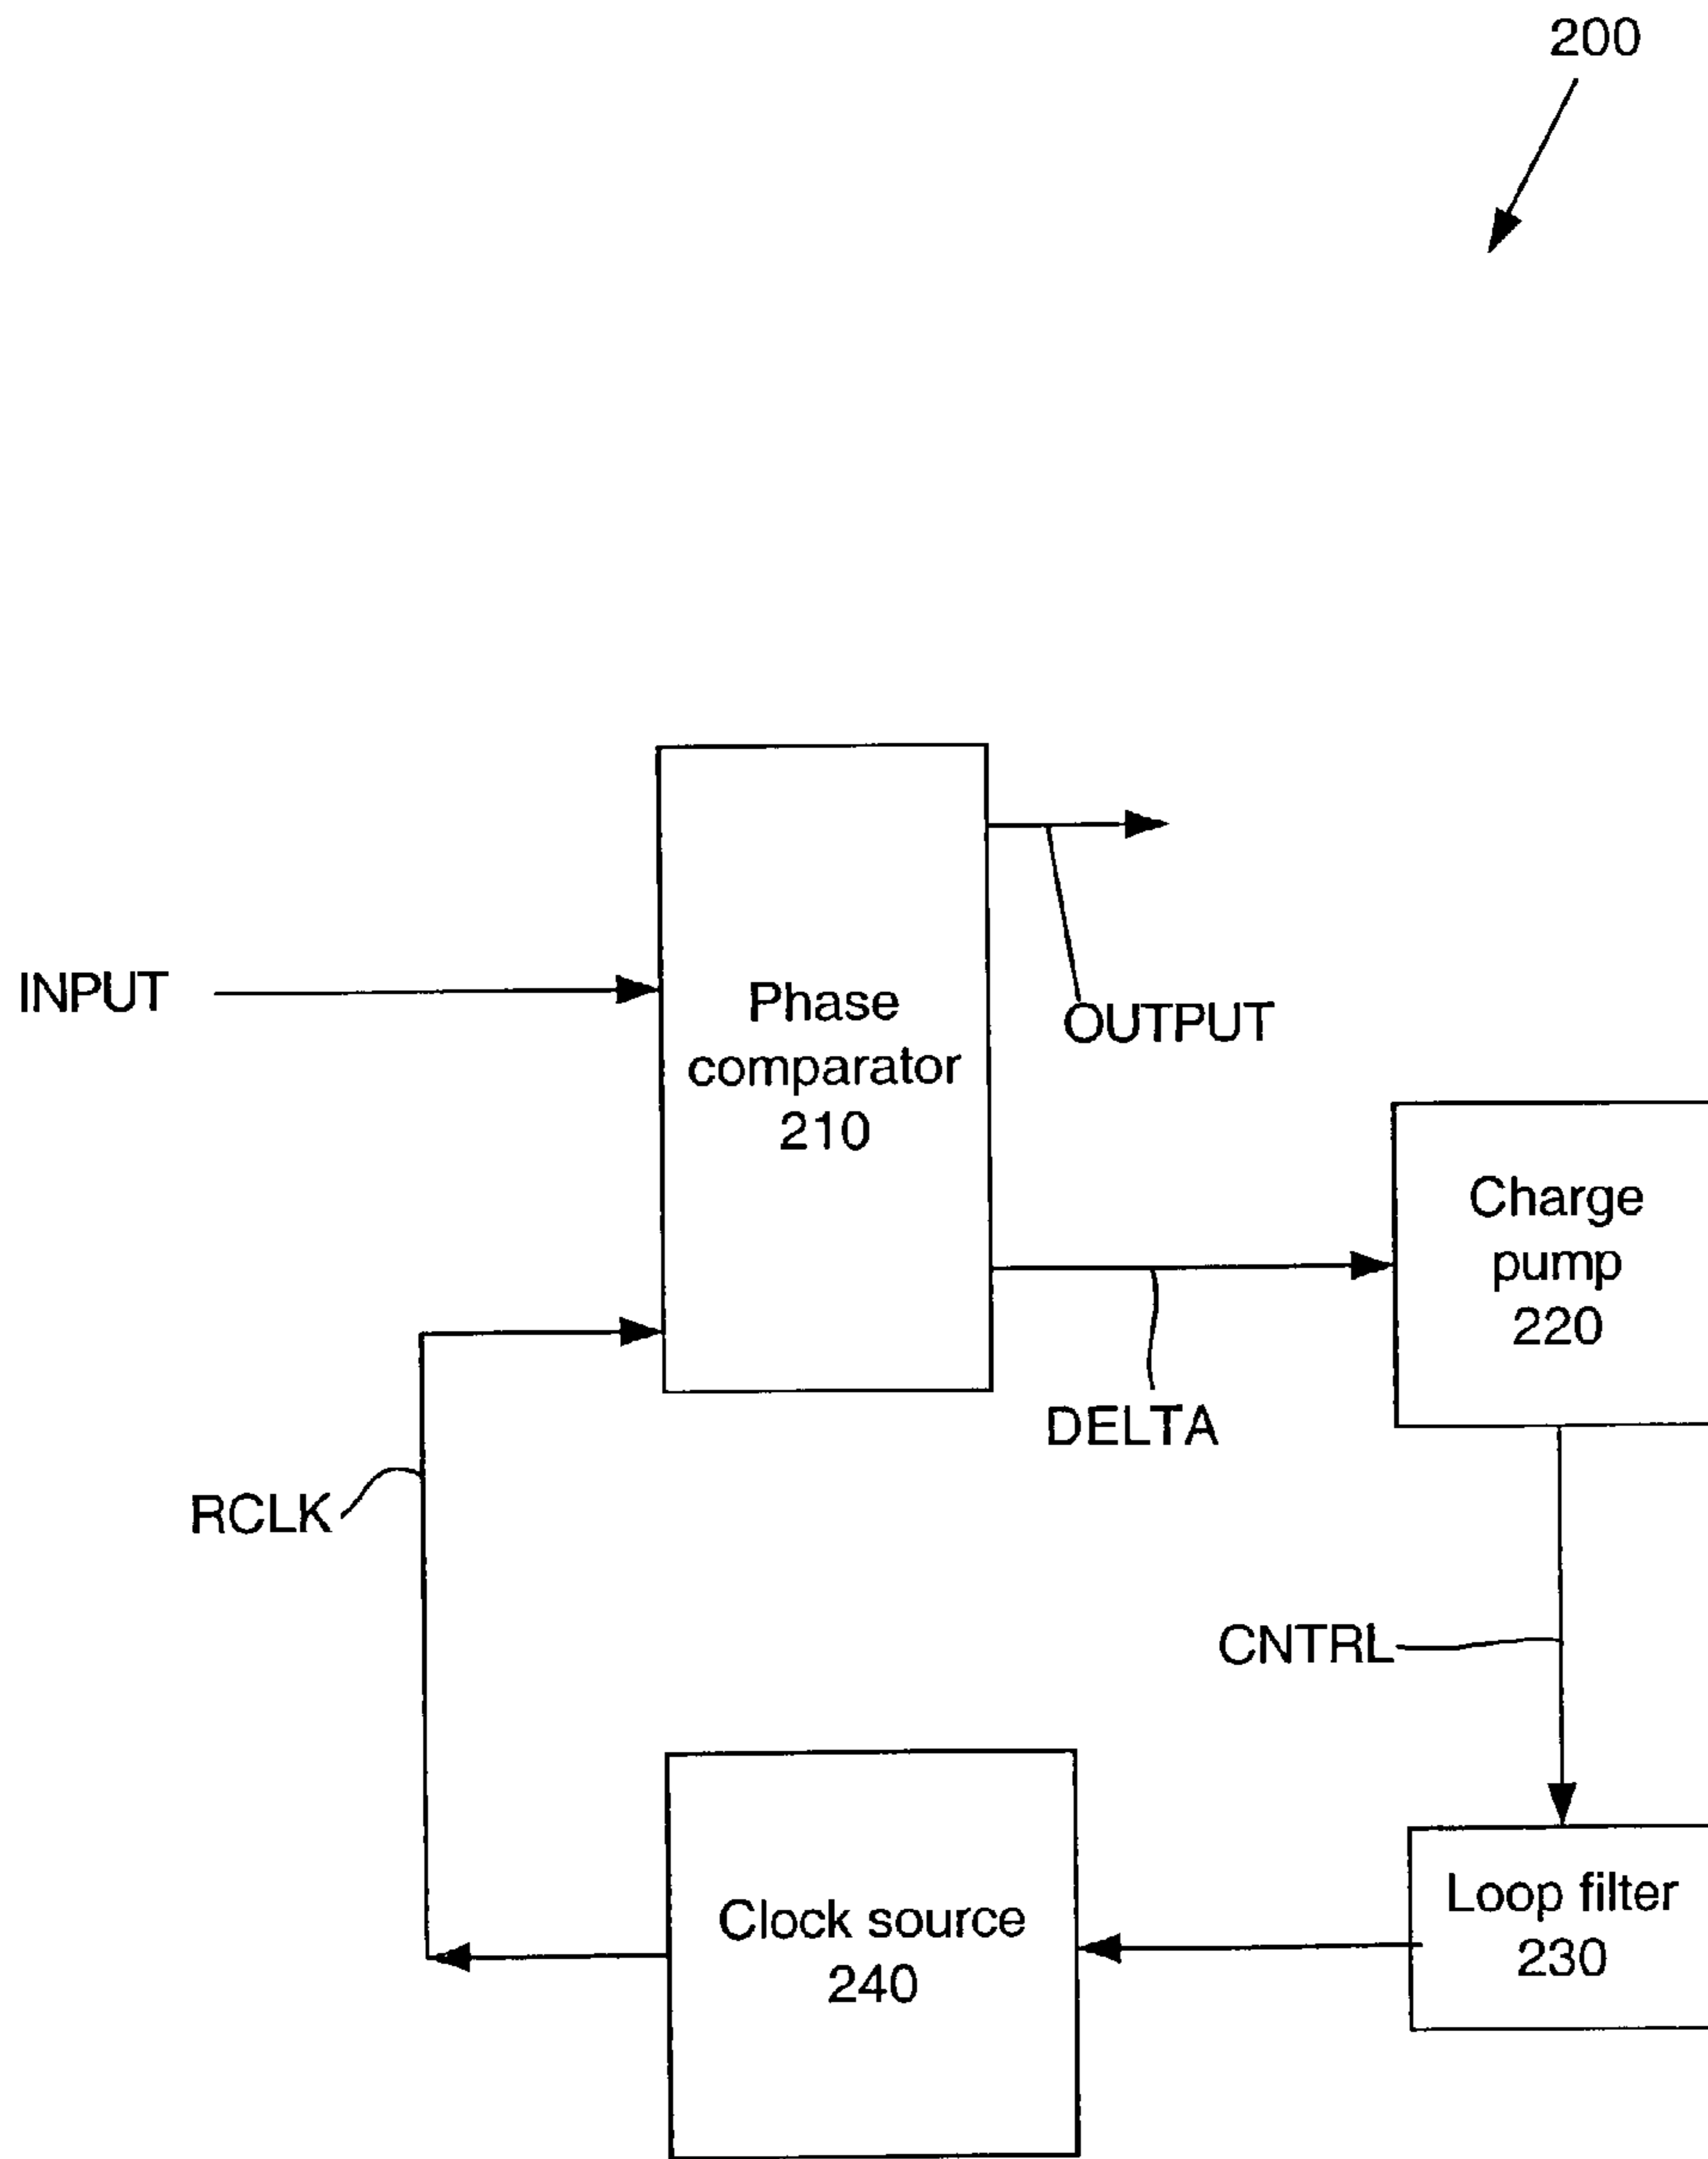 200
INPUT
Phase
comparator
210
OUTPUT
Charge
pump
220
DELTA
RCLK
CNTRL
Clock source
240
Loop filter
230